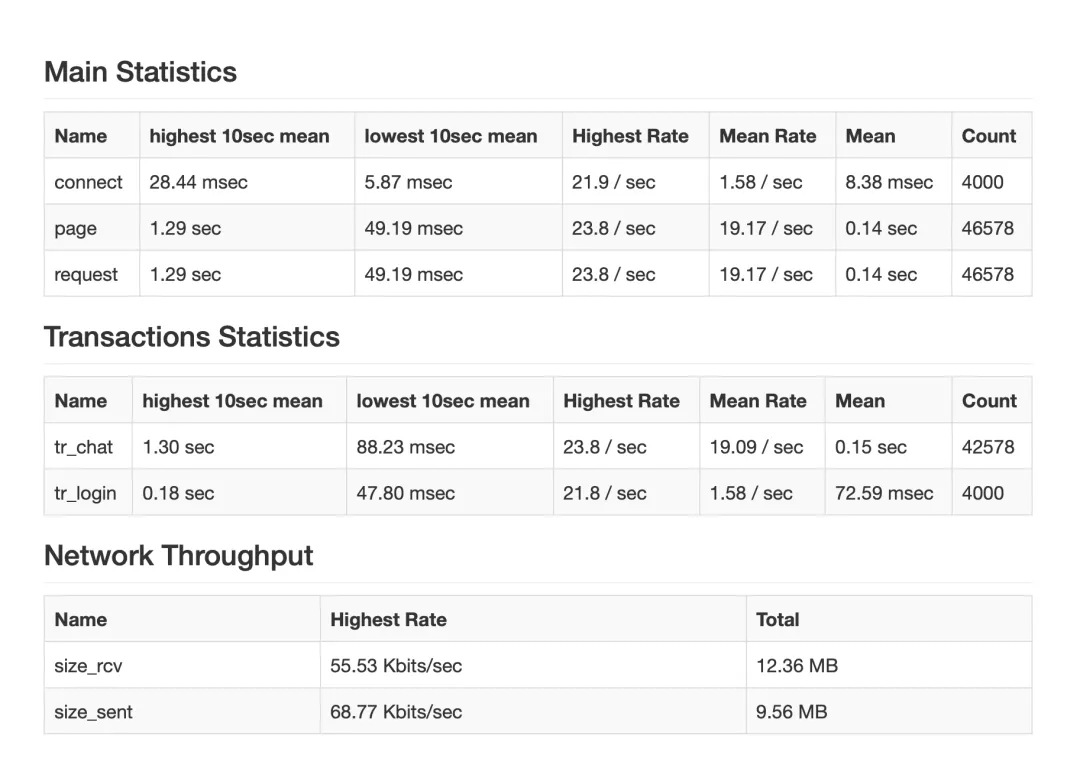 Main Statistics
Name highest 10sec mean lowest 10sec mean Highest Rate Mean Rate Mean Count
connect 28.44 msec 5.87 msec 21.9 / sec 1.58 / sec 8.38 msec 4000
page 1.29 sec 49.19 msec 23.8 / sec 19.17 / sec 0.14 sec 46578
request 1.29 sec 49.19 msec 23.8 / sec 19.17 / sec 0.14 sec 46578
Transactions Statistics
Name highest 10sec mean lowest 10sec mean Highest Rate Mean Rate Mean Count
tr_chat 1.30 sec 88.23 msec 23.8 / sec 19.09 / sec 0.15 sec 42578
tr_login 0.18 sec 47.80 msec 21.8 / sec 1.58 / sec 72.59 msec 4000
Network Throughput
Name Highest Rate Total
size_rcv 55.53 Kbits/sec 12.36 MB
size_sent 68.77 Kbits/sec 9.56 MB